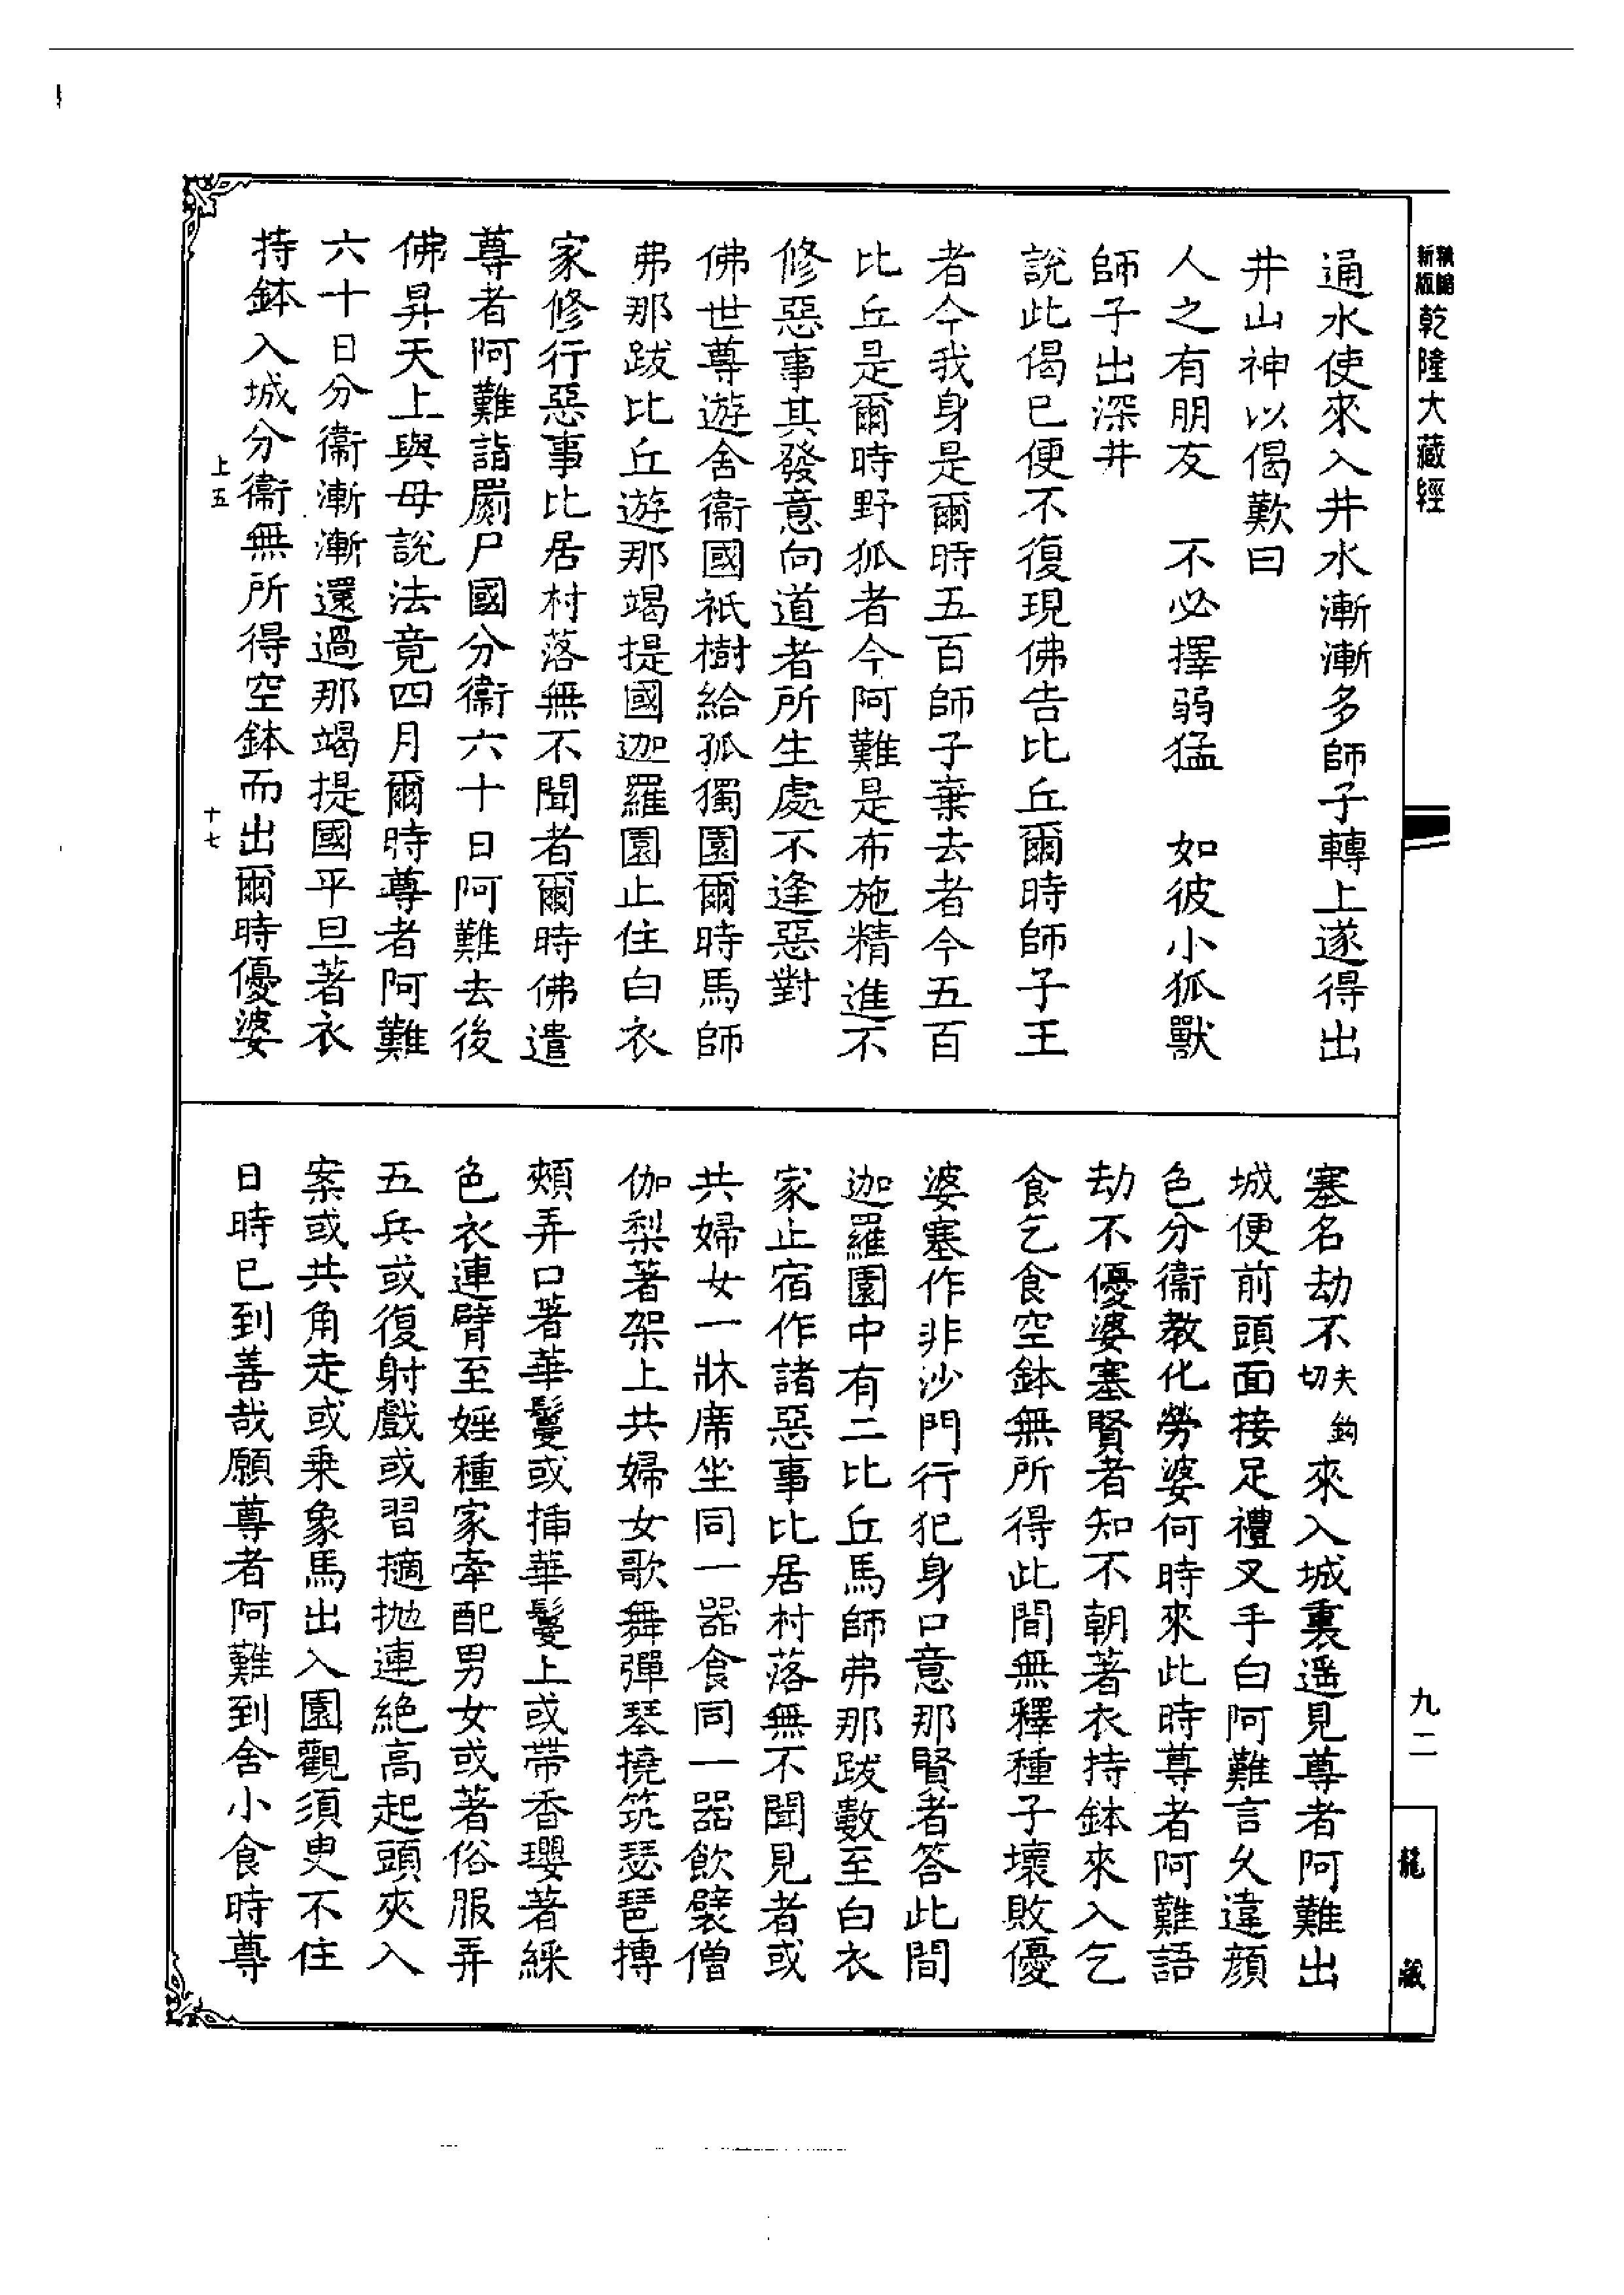 新版
乾隆大藏經
通水使來入井水漸漸多師子轉上遂得出
井山神以偈歎曰
人之有朋友　不必擇弱猛　如彼小狐獸
師子出深井
說此偈已便不復現佛告比丘爾時師子王
者今我身是爾時五百師子棄去者今五百
比丘是爾時野狐者今阿難是布施精進不
修惡事其發意向道者所生處不逢惡對
佛世尊遊舍衞國祇樹給孤獨園爾時馬師
弗那跋比丘遊那竭提國迦羅園止住白衣
家修行惡事比居村落無不聞者爾時佛遣
尊者阿難詣罽尸國分衞六十日阿難去後
佛昇天上與母說法竟四月爾時尊者阿難
六十日分衞漸漸還過那竭提國平旦著衣
持鉢入城分衞無所得空鉢而出爾時優婆
上五
十七
塞名劫不夫鉤切來入城裏遥見尊者阿難出
城便前頭面接足禮叉手白阿難言久違顏
色分衞教化勞婆何時來此時尊者阿難語
劫不優婆塞賢者知不朝著衣持鉢來入乞
食乞食空鉢無所得此間無釋種子壞敗優
婆塞作非沙門行犯身口意那賢者答此間
迦羅園中有二比丘馬師弗那跋數至白衣
家止宿作諸惡事比居村落無不聞見者或
共婦女一牀席坐同一器食同一器飲襞僧
伽梨著架上共婦女歌舞彈琴撓筑瑟琶摶
頰弄口著華鬘或揷華鬘上或帶香瓔著綵
色衣連臂至婬種家牽配男女或著俗服弄
五兵或復射戲或習擿抛連絕高起頭夾入
案或共角走或乗象馬出入園觀須臾不住
日時已到善哉願尊者阿難到舍小食時尊
九二
龍藏